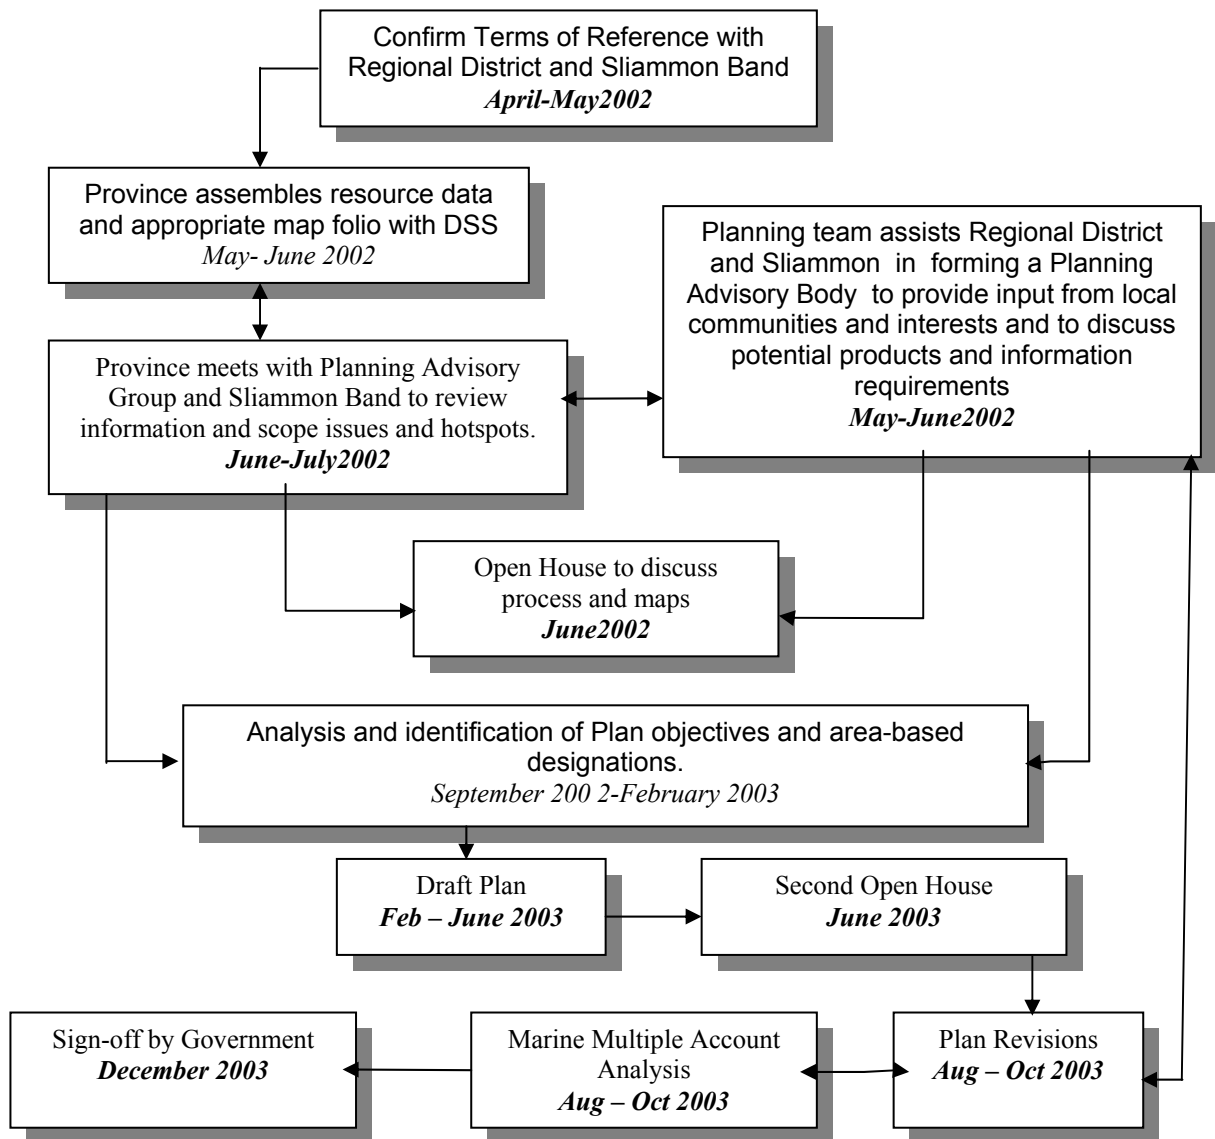 Confirm Terms of Reference with
Regional District and Sliammon Band
April-May2002
Province assembles resource data
and appropriate map folio with DSS
May- June 2002
Planning team assists Regional District
and Sliammon in forming a Planning
Advisory Body to provide input from local
communities and interests and to discuss
potential products and information
requirements
May-June2002
Province meets with Planning Advisory
Group and Sliammon Band to review
information and scope issues and hotspots.
June-July2002
Open House to discuss
process and maps
June2002
Analysis and identification of Plan objectives and area-based
designations.
September 200 2-February 2003
Draft Plan
Feb – June 2003
Second Open House
June 2003
Sign-off by Government
December 2003
Marine Multiple Account
Analysis
Aug – Oct 2003
Plan Revisions
Aug – Oct 2003